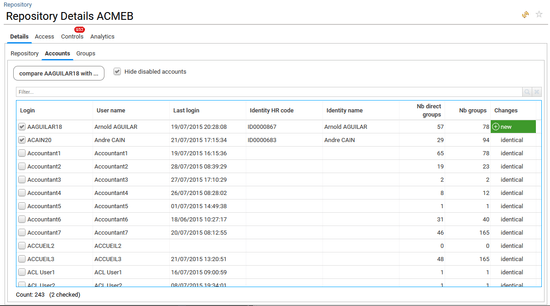 Repository
Repository Details ACMEB
Details Access Controls 852 Analytics
Repository Accounts Groups
compare AAGUILAR18 with ... Hide disabled accounts
Filter...
Login User name Last login Identity HR code Identity name Nb direct groups Nb groups Changes
AAGUILAR18 Arnold AGUILAR 19/07/2015 20:28:08 ID0000867 Arnold AGUILAR 57 78 new
ACAIN20 Andre CAIN 21/07/2015 17:15:34 ID0000683 Andre CAIN 29 94 identical
Accountant1 Accountant1 19/07/2015 16:15:36 65 78 identical
Accountant2 Accountant2 28/07/2015 08:39:29 19 23 identical
Accountant3 Accountant3 27/07/2015 17:10:29 2 2 identical
Accountant4 Accountant4 26/07/2015 08:28:02 8 12 identical
Accountant5 Accountant5 01/07/2015 14:49:38 1 1 identical
Accountant6 Accountant6 18/06/2015 10:27:17 31 40 identical
Accountant7 Accountant7 20/07/2015 08:12:55 46 165 identical
ACCUEIL2 ACCUEIL2 0 0 identical
ACCUEIL3 ACCUEIL3 21/07/2015 13:20:51 48 165 identical
ACL User1 ACL User1 16/07/2015 09:00:59 1 1 identical
ACL User2 ACL User2 08/07/2015 19:34:01 1 1 identical
Count: 243 (2 checked)